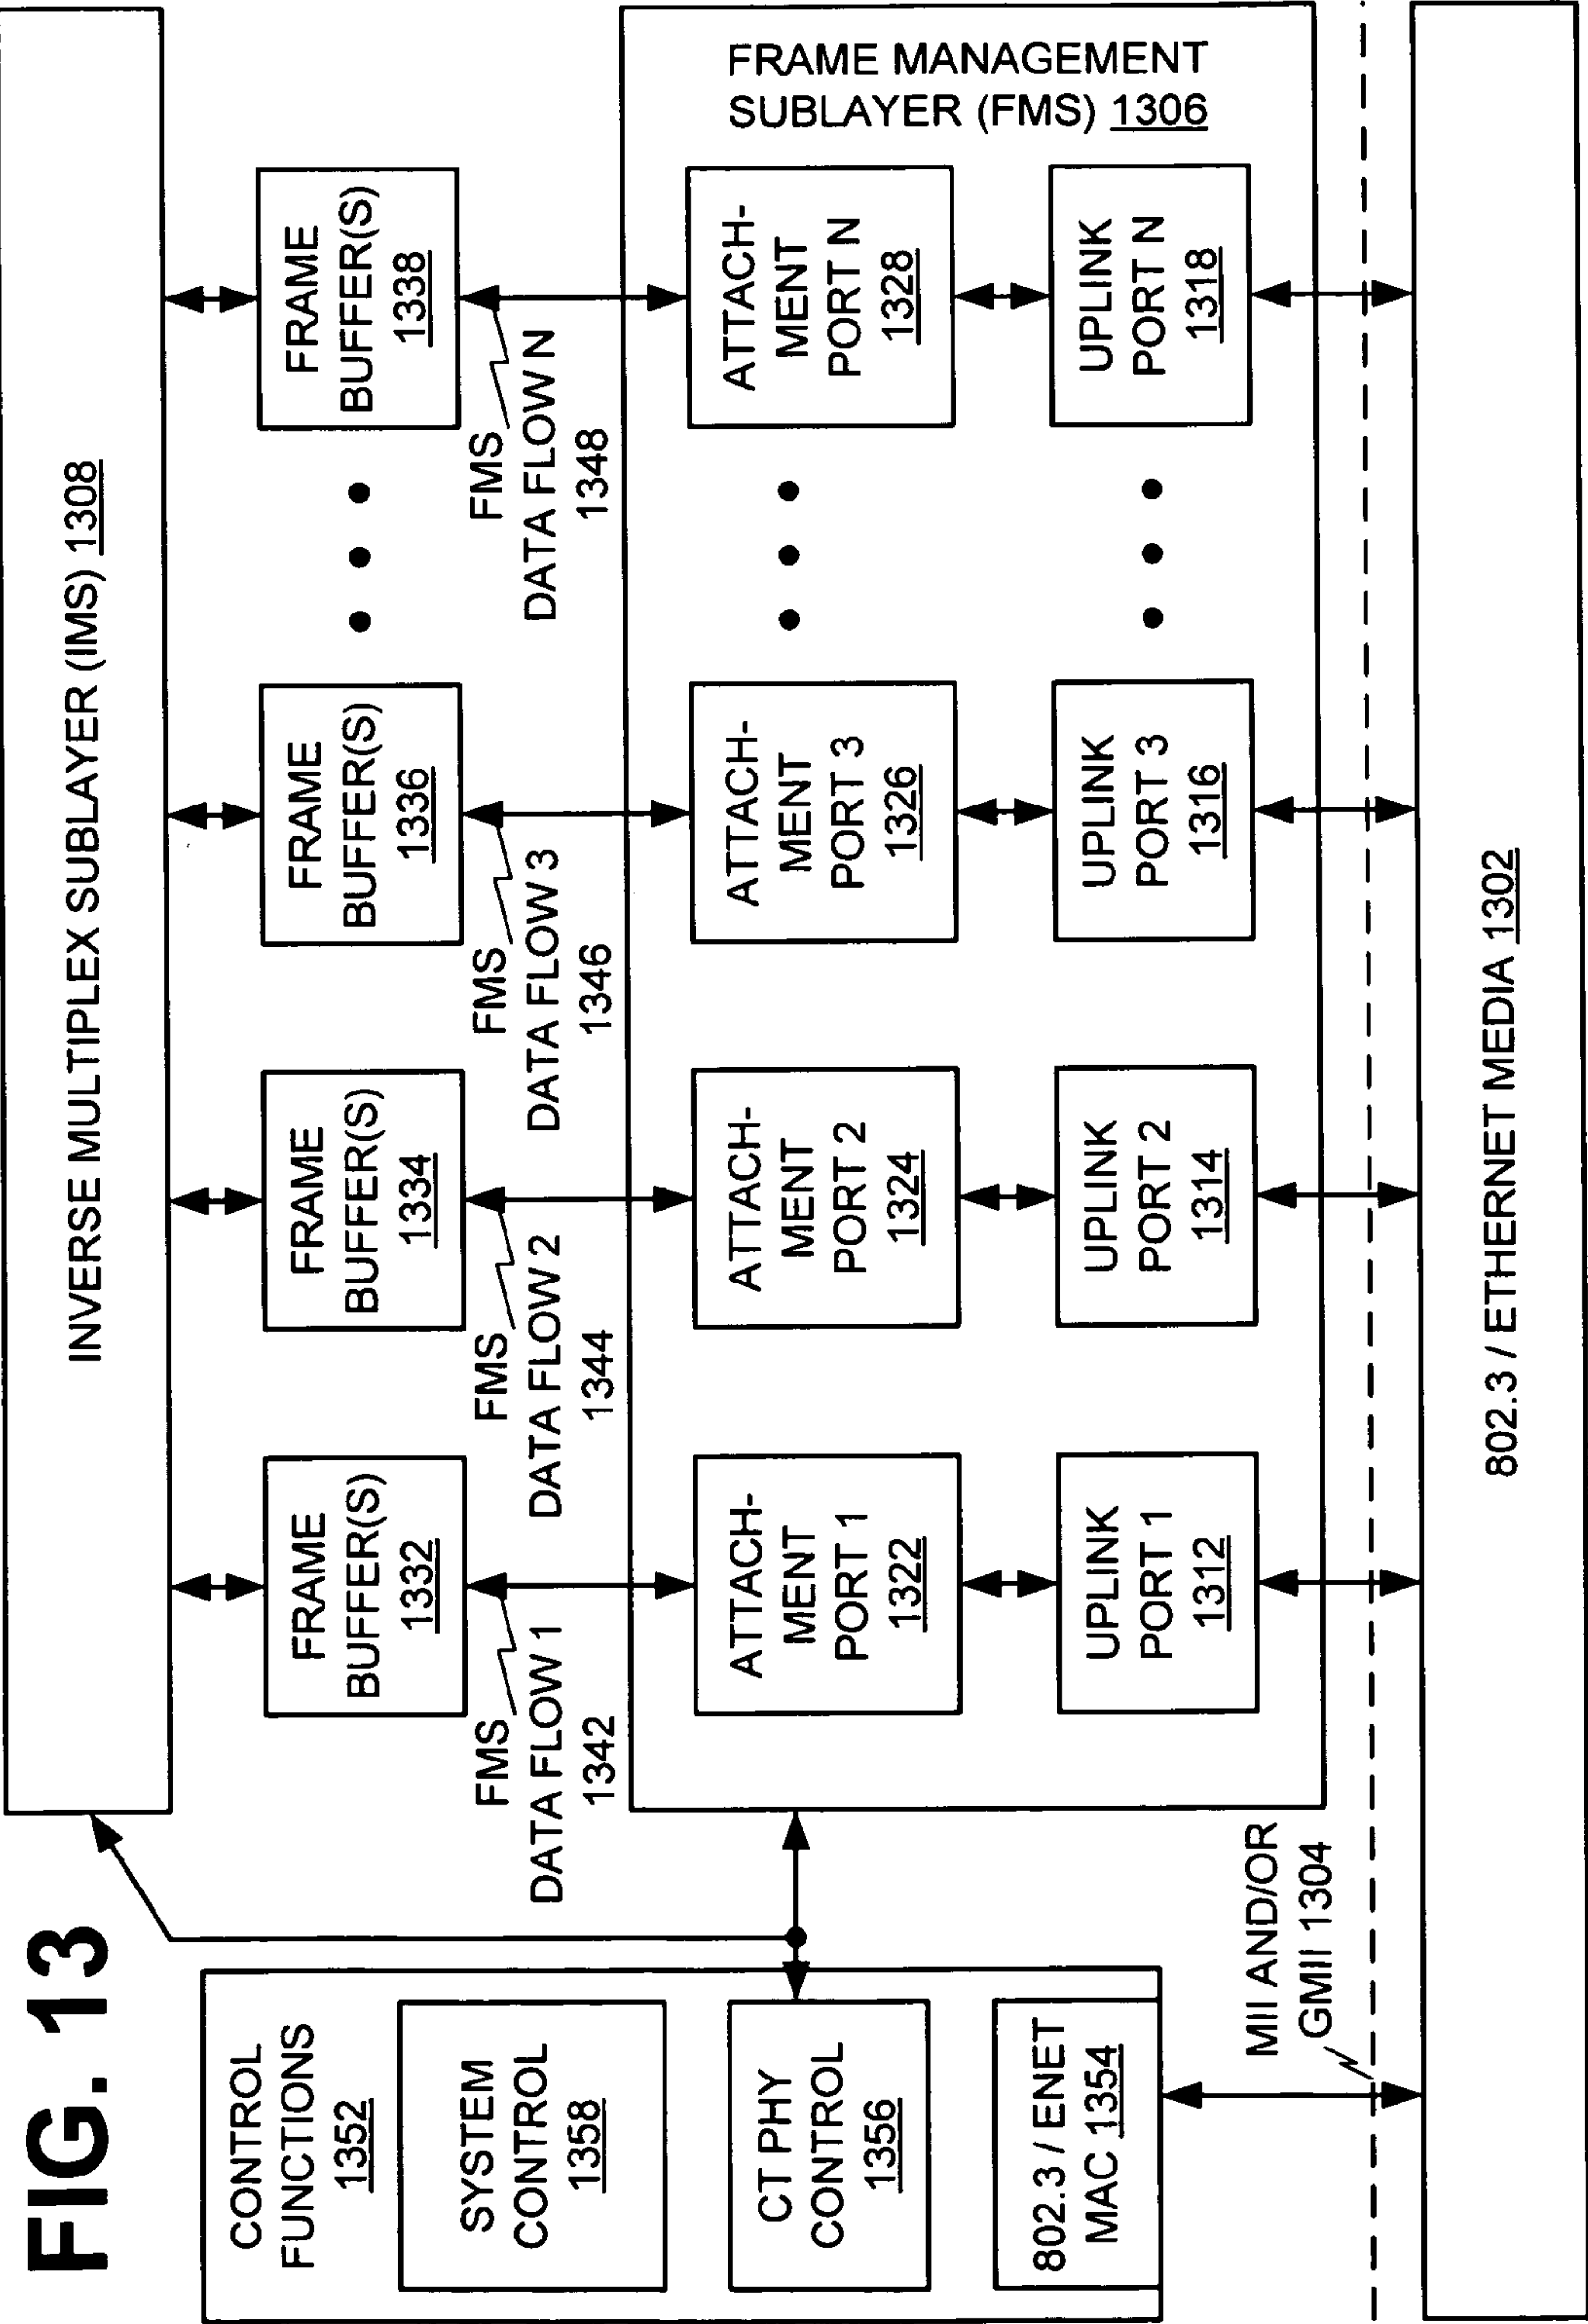 FIG. 13
INVERSE MULTIPLEX SUBLAYER (IMS) 1308
CONTROL
FUNCTIONS
1352
SYSTEM
CONTROL
1358
CT PHY
CONTROL
1356
802.3 / ENET
MAC 1354
FRAME
BUFFER(S)
1332
FRAME
BUFFER(S)
1334
FRAME
BUFFER(S)
1336
FRAME
BUFFER(S)
1338
FMS
DATA FLOW 1
1342
FMS
DATA FLOW 2
1344
FMS
DATA FLOW 3
1346
FMS
DATA FLOW N
1348
FRAME MANAGEMENT
SUBLAYER (FMS) 1306
ATTACH-
MENT
PORT 1
1322
ATTACH-
MENT
PORT 2
1324
ATTACH-
MENT
PORT 3
1326
ATTACH-
MENT
PORT N
1328
UPLINK
PORT 1
1312
UPLINK
PORT 2
1314
UPLINK
PORT 3
1316
UPLINK
PORT N
1318
MII AND/OR
GMII 1304
802.3 / ETHERNET MEDIA 1302